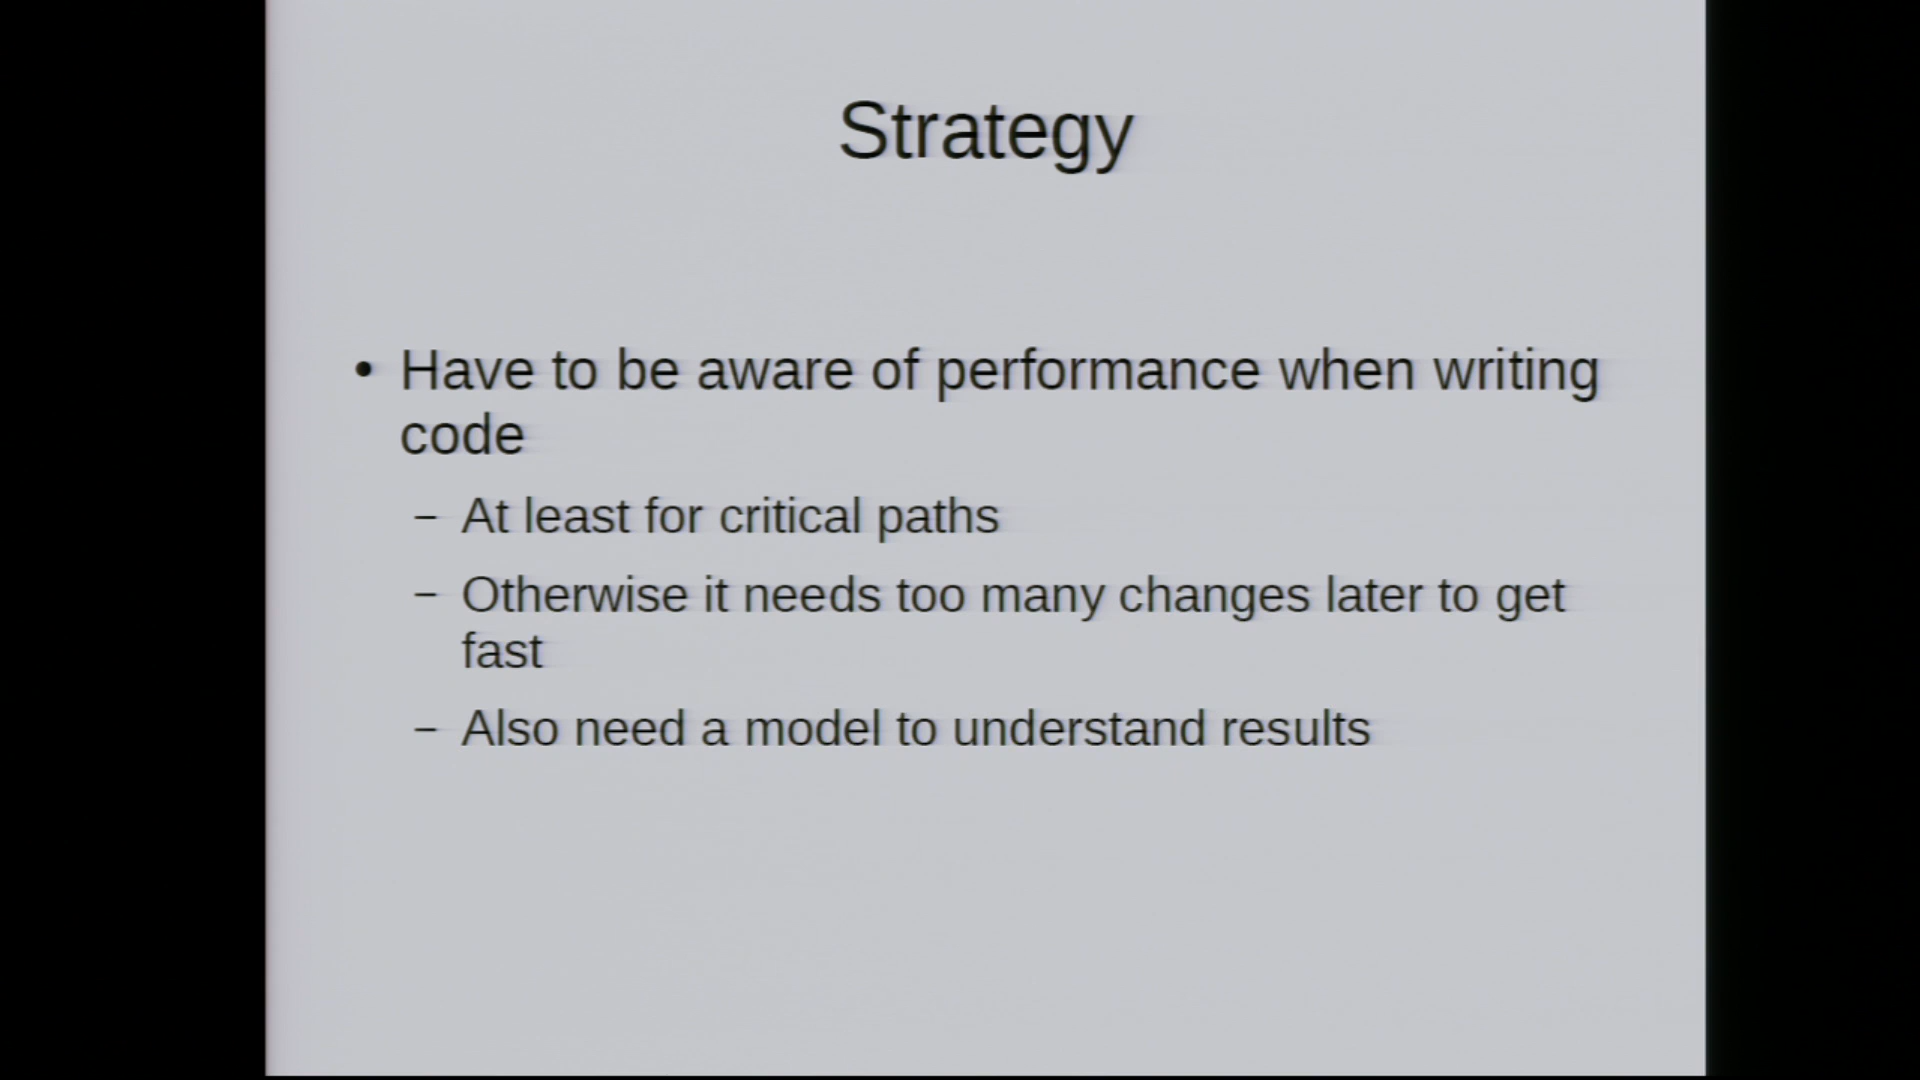 Strategy
• Have to be aware of performance when writing
code
– At least for critical paths
– Otherwise it needs too many changes later to get
fast
– Also need a model to understand results